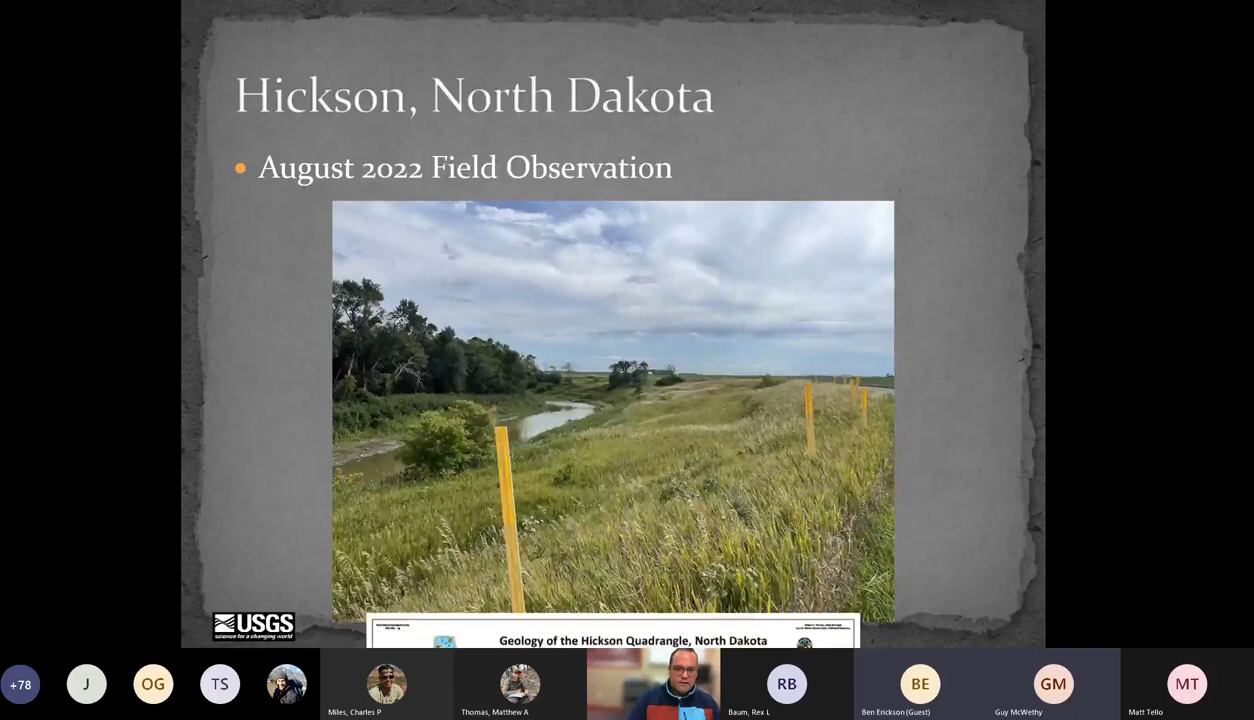 Hickson, North Dakota
August 2022 Field Observation
USGS
science for a changing world
Geology of the Hickson Quadrangle, North Dakota
+78
J
OG
TS
RB
BE
GM
MT
Miles, Charles P
Thomas, Matthew A
Baum, Rex L
Ben Erickson (Guest)
Guy McWethy
Matt Tello